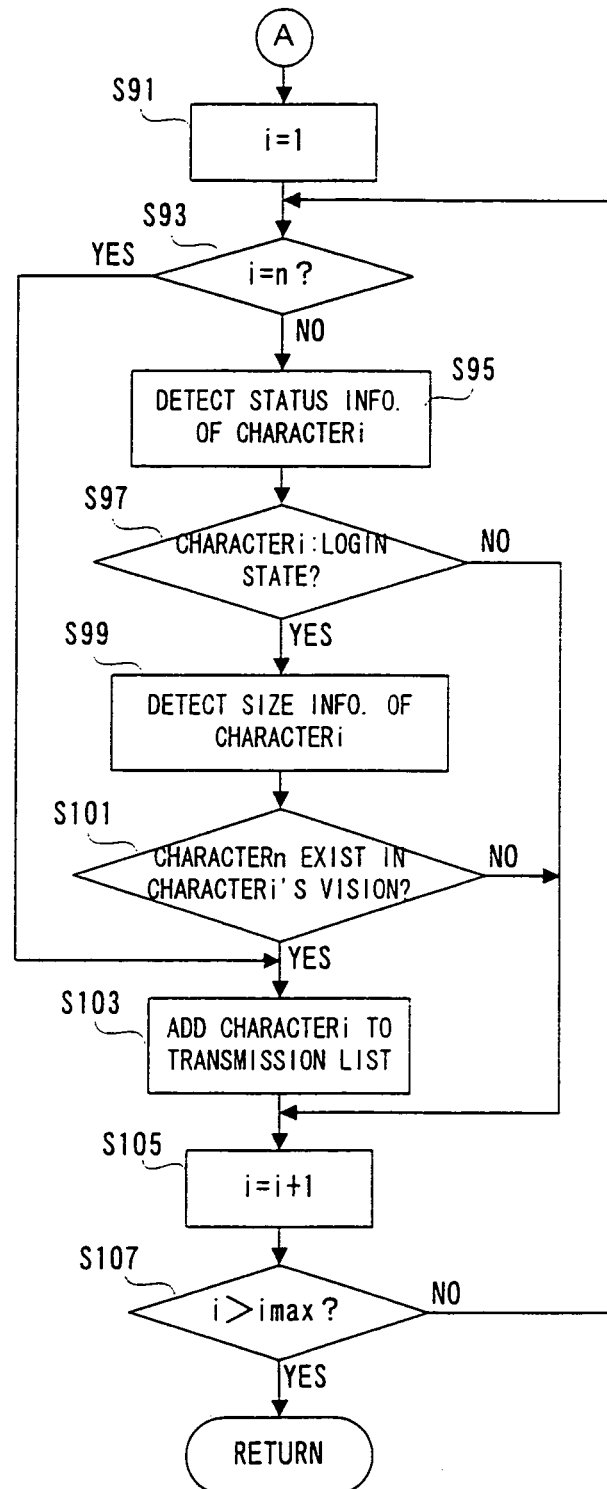 A
S91
i=1
S93
YES
i=n?
NO
S95
DETECT STATUS INFO.
OF CHARACTERi
S97
CHARACTERi:LOGIN
STATE?
NO
YES
S99
DETECT SIZE INFO. OF
CHARACTERi
S101
CHARACTERn EXIST IN
CHARACTERi'S VISION?
NO
YES
S103
ADD CHARACTERi TO
TRANSMISSION LIST
S105
i=i+1
S107
i>imax?
NO
YES
RETURN